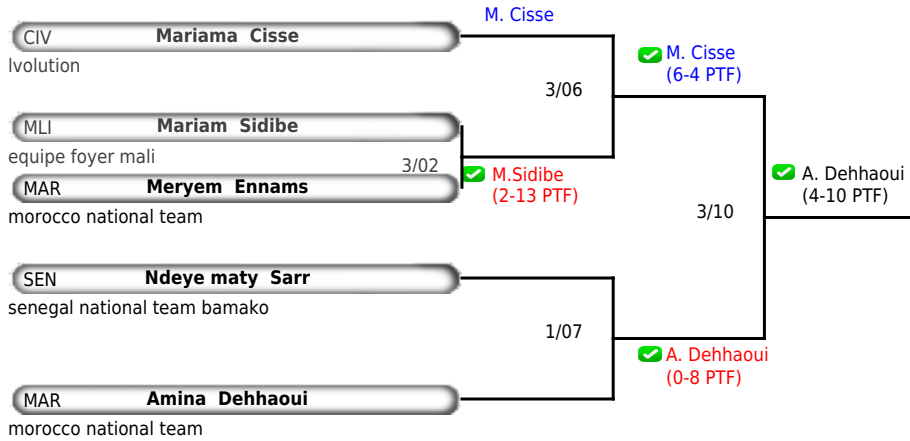 M. Cisse
CIV Mariama Cisse
Ivolution
M. Cisse
(6-4 PTF)
3/06
MLI Mariam Sidibe
equipe foyer mali
3/02
M.Sidibe
(2-13 PTF)
MAR Meryem Ennams
morocco national team
A. Dehhaoui
(4-10 PTF)
3/10
SEN Ndeye maty Sarr
senegal national team bamako
1/07
A. Dehhaoui
(0-8 PTF)
MAR Amina Dehhaoui
morocco national team